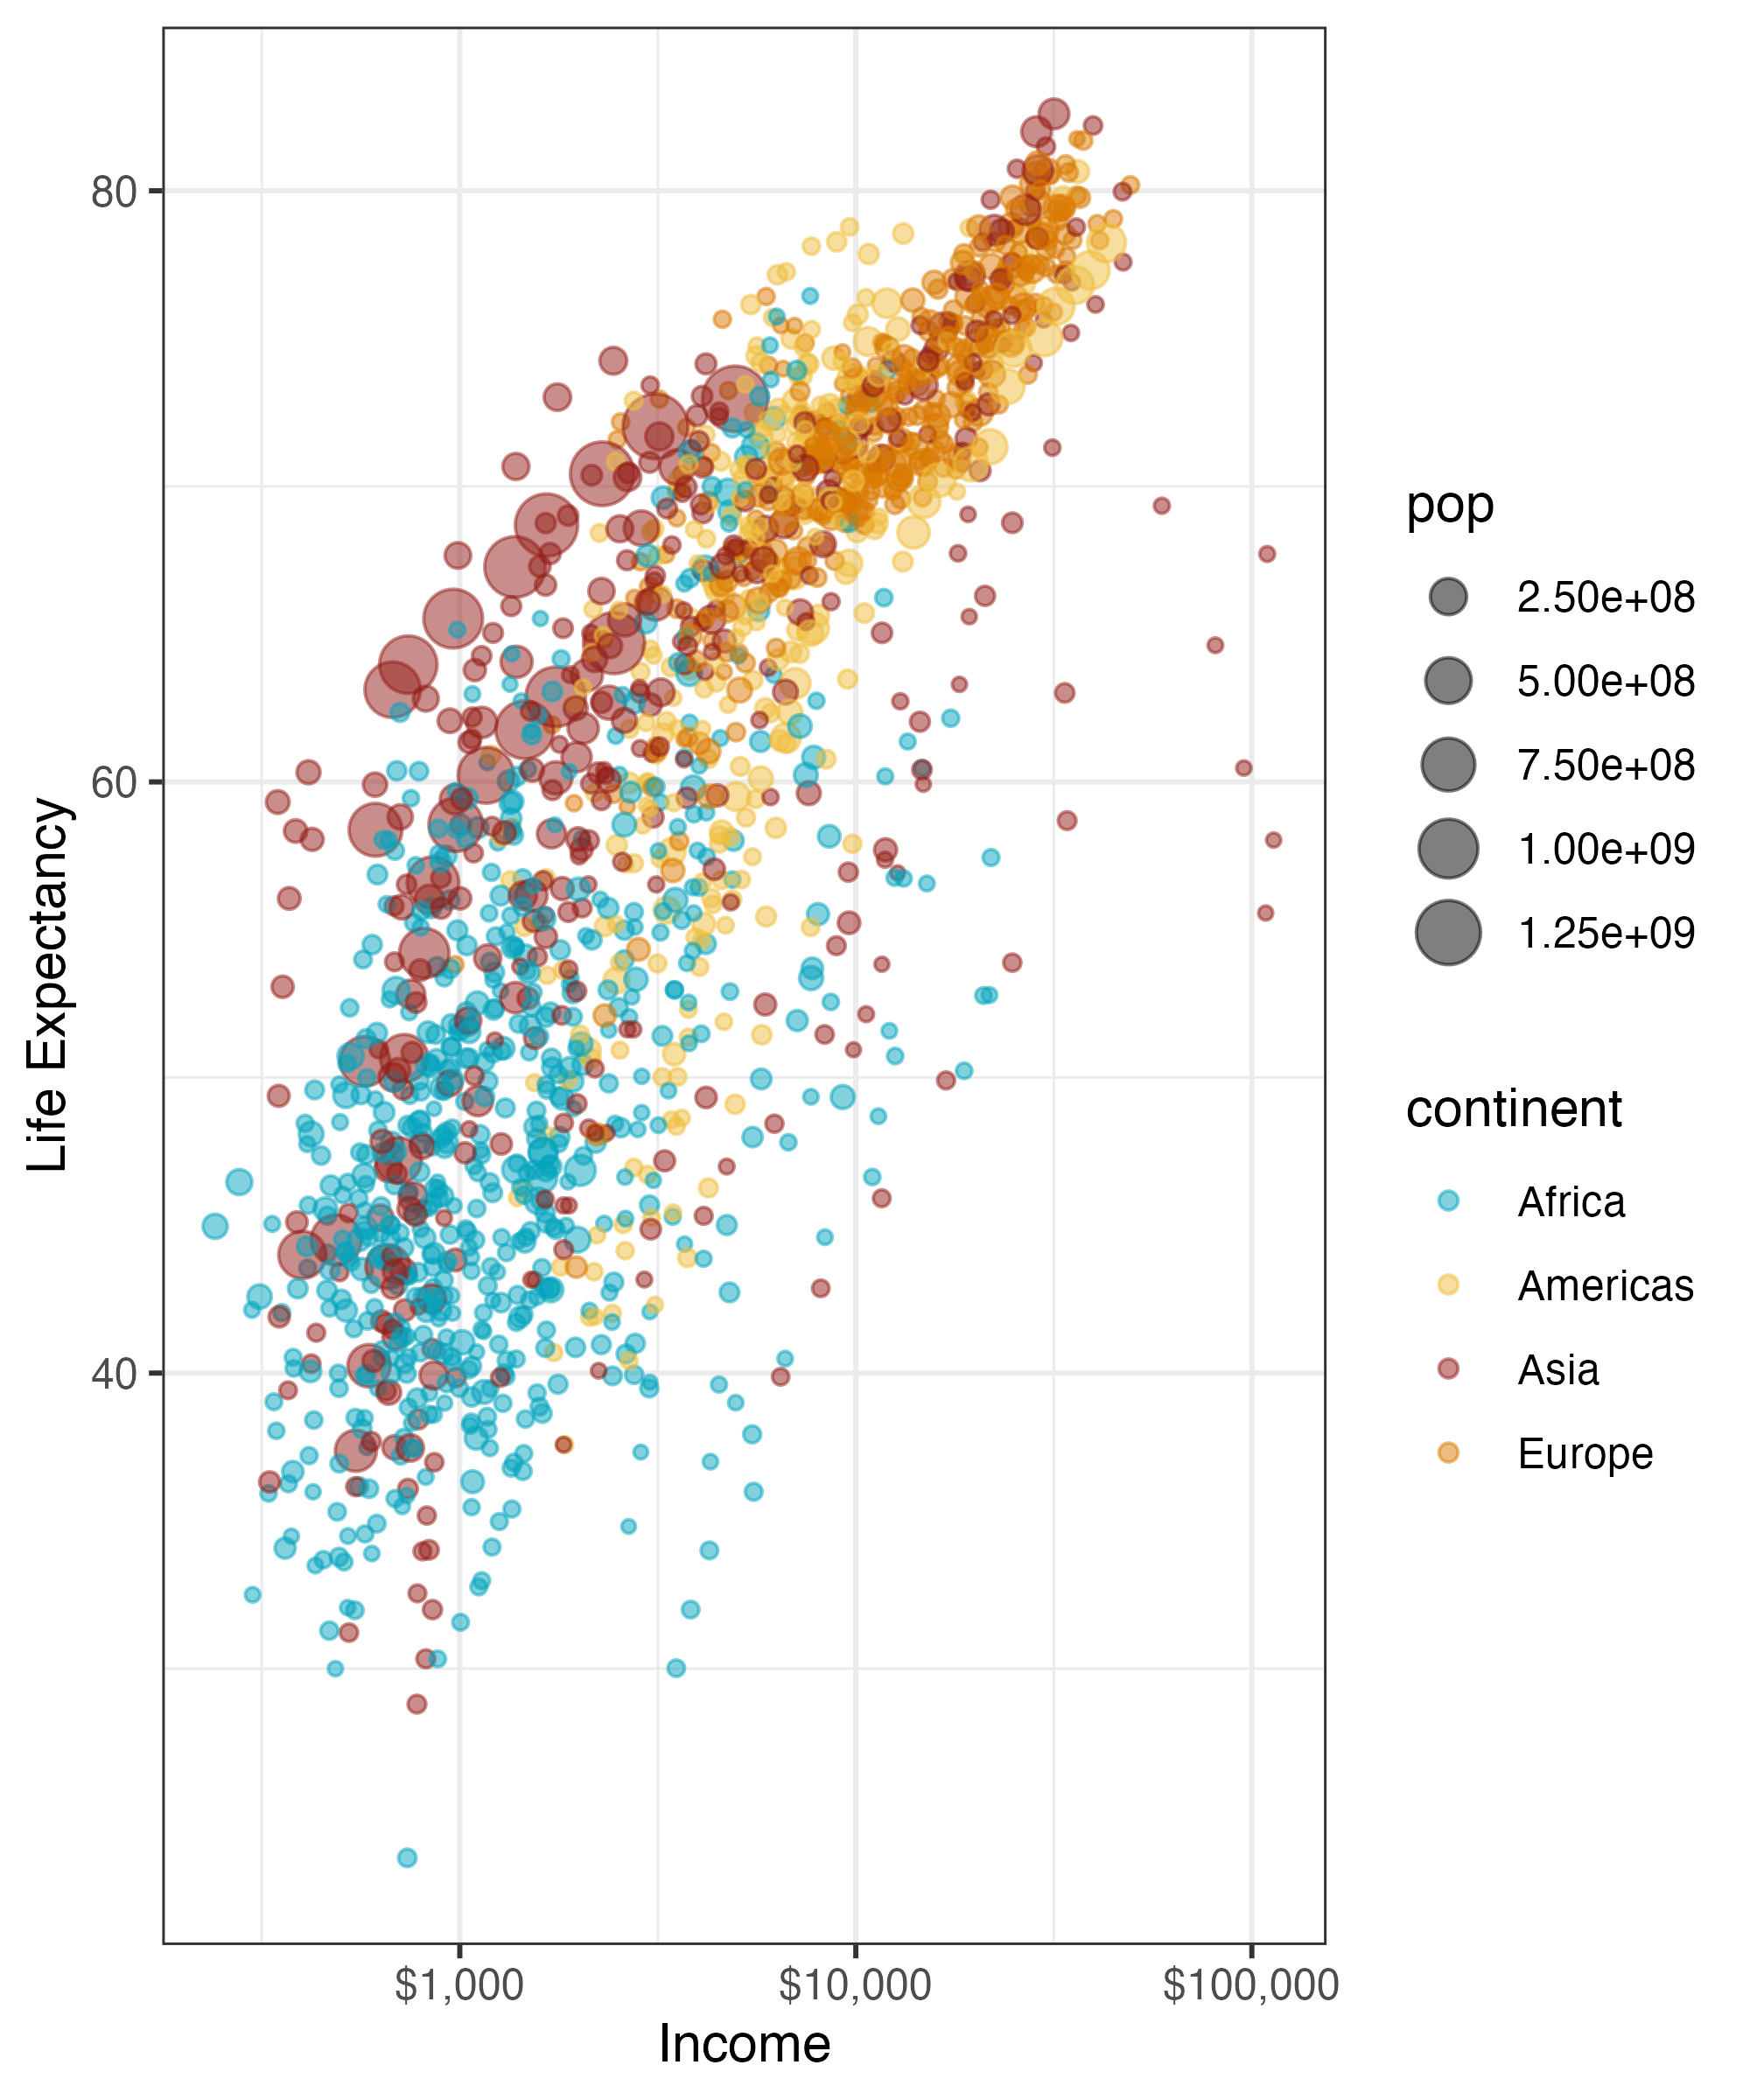 80
60
40
Life Expectancy
$1,000
$10,000
$100,000
Income
pop
2.50e+08
5.00e+08
7.50e+08
1.00e+09
1.25e+09
continent
Africa
Americas
Asia
Europe